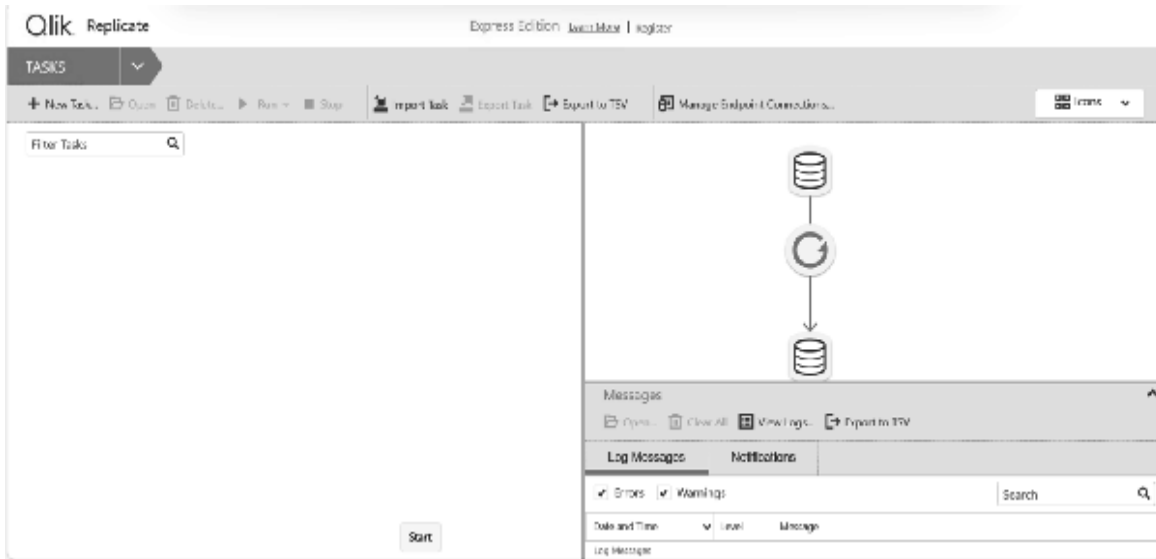 Qlik Replicate
Express Edition Learn More | Register
TASKS
New Task... Open Delete... Run Stop Import Task Export Task Export to TSV Manage Endpoint Connections... Icons
Filter Tasks
Start
Messages
Open... Clear All View Logs... Export to TSV
Log Messages Notifications
Errors Warnings Search
Date and Time Level Message
Log Messages